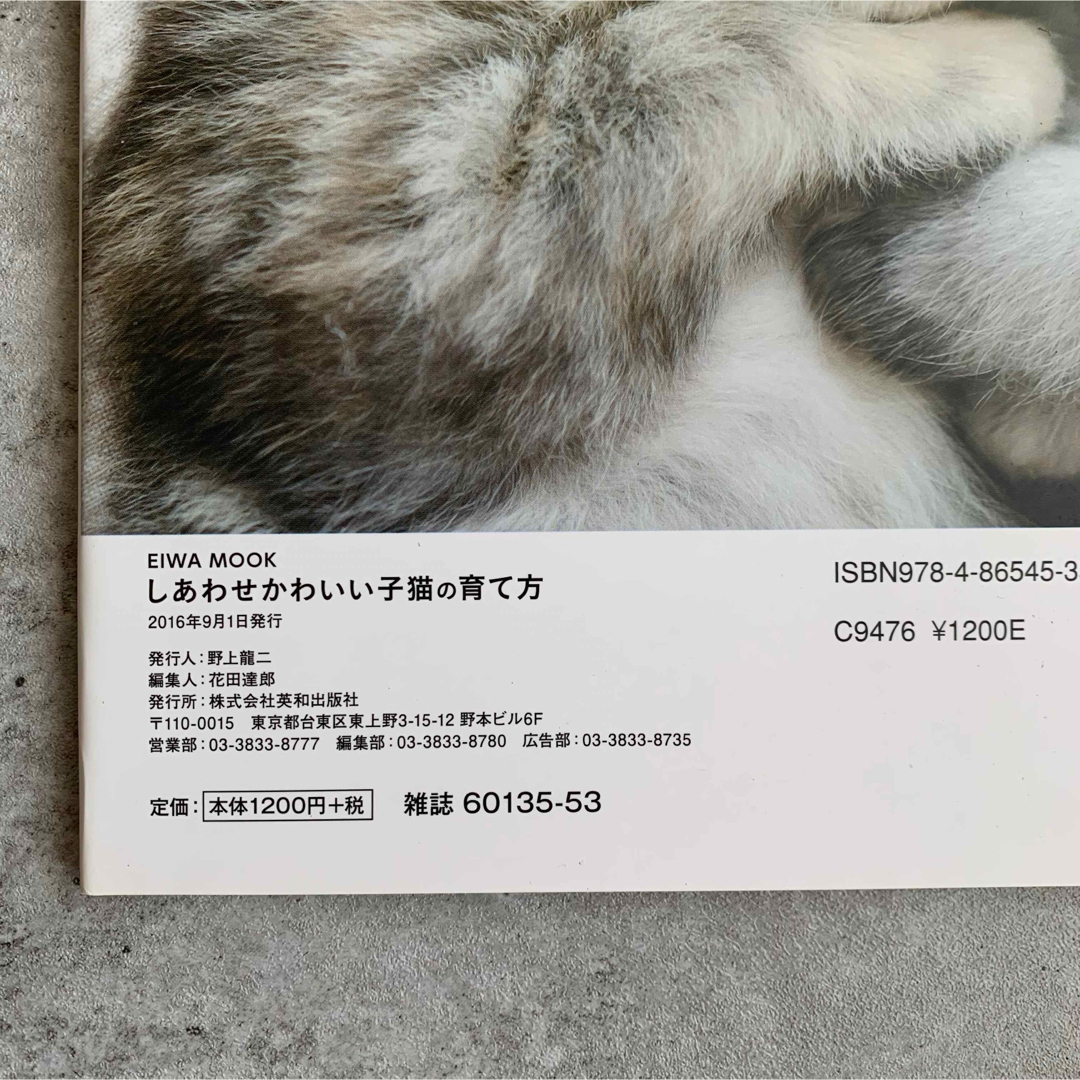 EIWA MOOK
しあわせかわいい子猫の育て方
2016年9月1日発行
発行人：野上龍二
編集人：花田達郎
発行所：株式会社英和出版社
〒110-0015　東京都台東区東上野3-15-12 野本ビル6F
営業部：03-3833-8777　編集部：03-3833-8780　広告部：03-3833-8735
定価：本体1200円+税　雑誌 60135-53
ISBN978-4-86545-3
C9476 ¥1200E